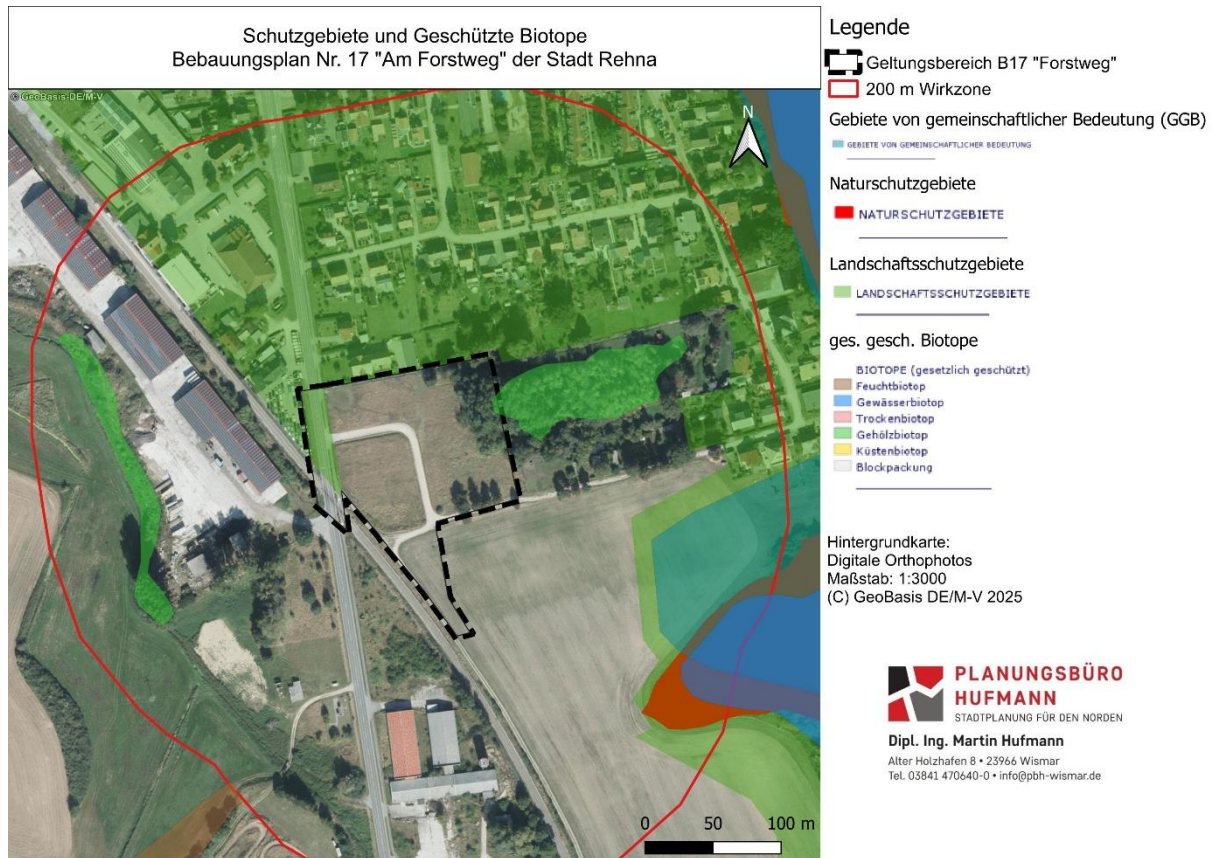 Schutzgebiete und Geschützte Biotope
Bebauungsplan Nr. 17 "Am Forstweg" der Stadt Rehna
© GeoBasis-DE/M-V
N
0 50 100 m
Legende
Geltungsbereich B17 "Forstweg"
200 m Wirkzone
Gebiete von gemeinschaftlicher Bedeutung (GGB)
GEBIETE VON GEMEINSCHAFTLICHER BEDEUTUNG
Naturschutzgebiete
NATURSCHUTZGEBIETE
Landschaftsschutzgebiete
LANDSCHAFTSSCHUTZGEBIETE
ges. gesch. Biotope
BIOTOPE (gesetzlich geschützt)
Feuchtbiotop
Gewässerbiotop
Trockenbiotop
Gehölzbiotop
Küstenbiotop
Blockpackung
Hintergrundkarte:
Digitale Orthophotos
Maßstab: 1:3000
(C) GeoBasis DE/M-V 2025
PLANUNGSBÜRO
HUFMANN
STADTPLANUNG FÜR DEN NORDEN
Dipl. Ing. Martin Hufmann
Alter Holzhafen 8 • 23966 Wismar
Tel. 03841 470640-0 • info@pbh-wismar.de